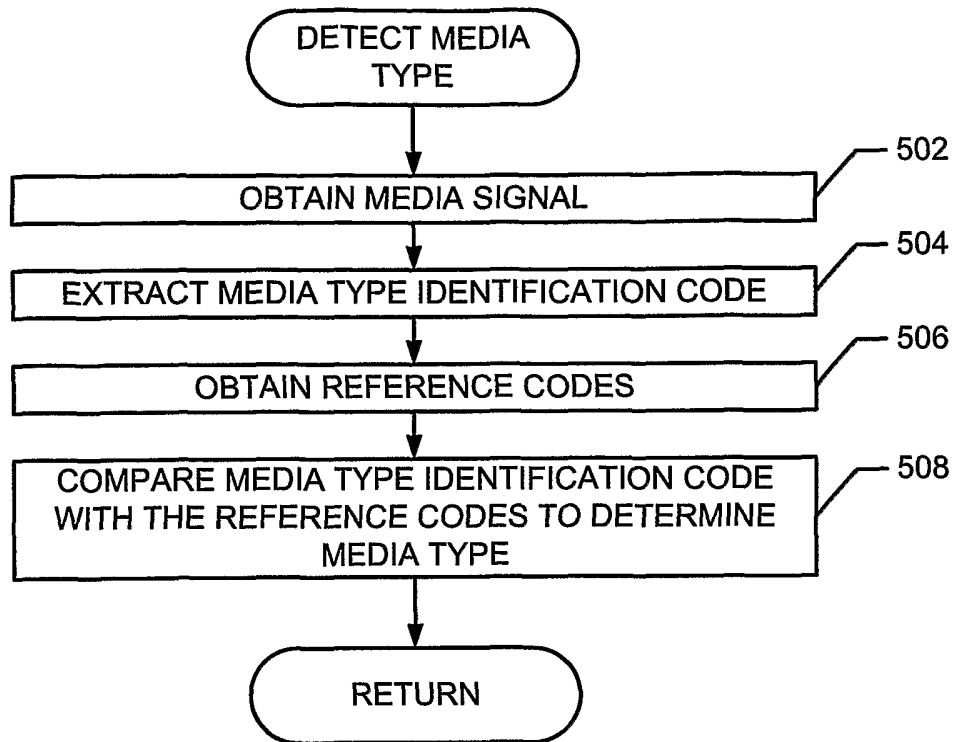 DETECT MEDIA
TYPE
502
OBTAIN MEDIA SIGNAL
504
EXTRACT MEDIA TYPE IDENTIFICATION CODE
506
OBTAIN REFERENCE CODES
508
COMPARE MEDIA TYPE IDENTIFICATION CODE
WITH THE REFERENCE CODES TO DETERMINE
MEDIA TYPE
RETURN